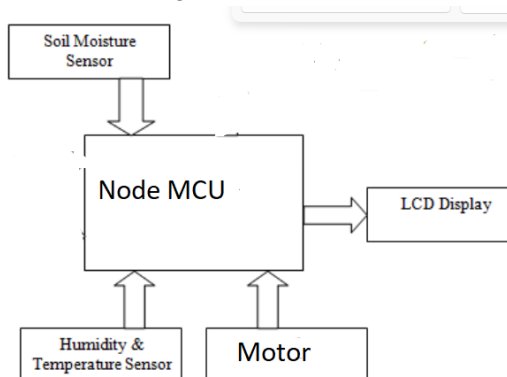 Soil Moisture
Sensor
Node MCU
LCD Display
Humidity &
Temperature Sensor
Motor